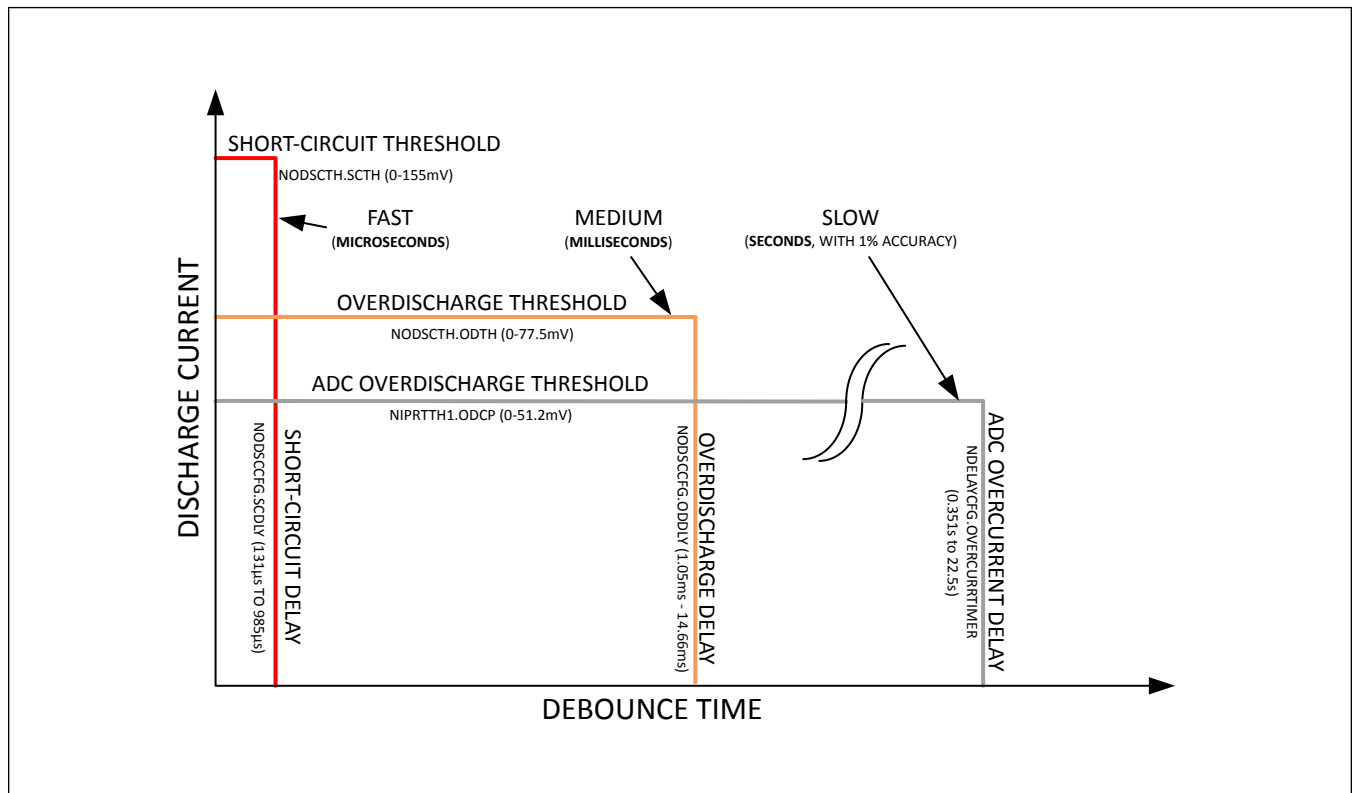 SHORT-CIRCUIT THRESHOLD
NODSCTH.SCTH (0-155mV)
FAST
(MICROSECONDS)
MEDIUM
(MILLISECONDS)
SLOW
(SECONDS, WITH 1% ACCURACY)
OVERDISCHARGE THRESHOLD
NODSCTH.ODTH (0-77.5mV)
ADC OVERDISCHARGE THRESHOLD
NIPRTTH1.ODCP (0-51.2mV)
DISCHARGE CURRENT
NODSCCFG.SCDLY (131µs TO 985µs)
SHORT-CIRCUIT DELAY
NODSCCFG.ODDLY (1.05ms - 14.66ms)
OVERDISCHARGE DELAY
ADC OVERCURRENT DELAY
NDELAYCFG.OVERCURRTIMER
(0.351s to 22.5s)
DEBOUNCE TIME